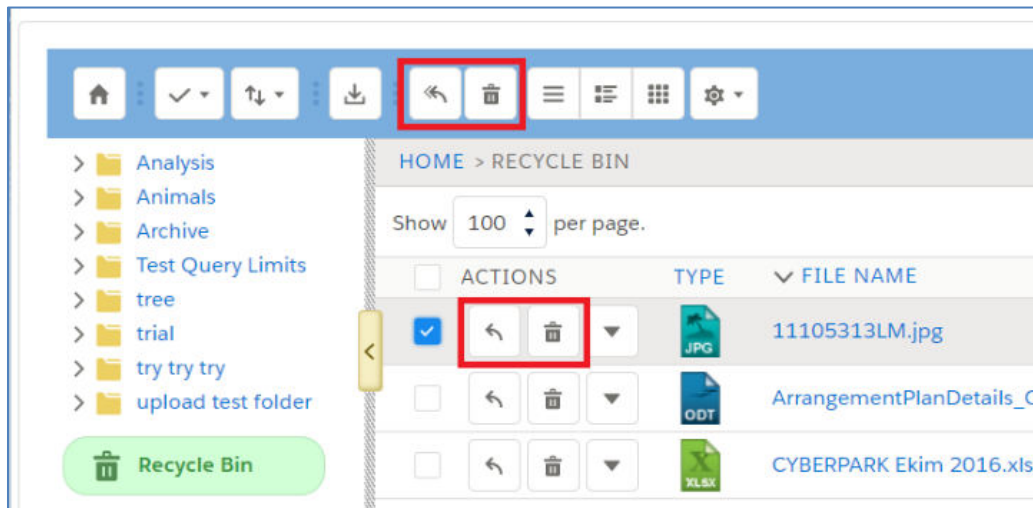 Analysis
Animals
Archive
Test Query Limits
tree
trial
try try try
upload test folder
Recycle Bin
HOME > RECYCLE BIN
Show 100 per page.
ACTIONS TYPE FILE NAME
JPG 11105313LM.jpg
ODT ArrangementPlanDetails_
XLSX CYBERPARK Ekim 2016.xls